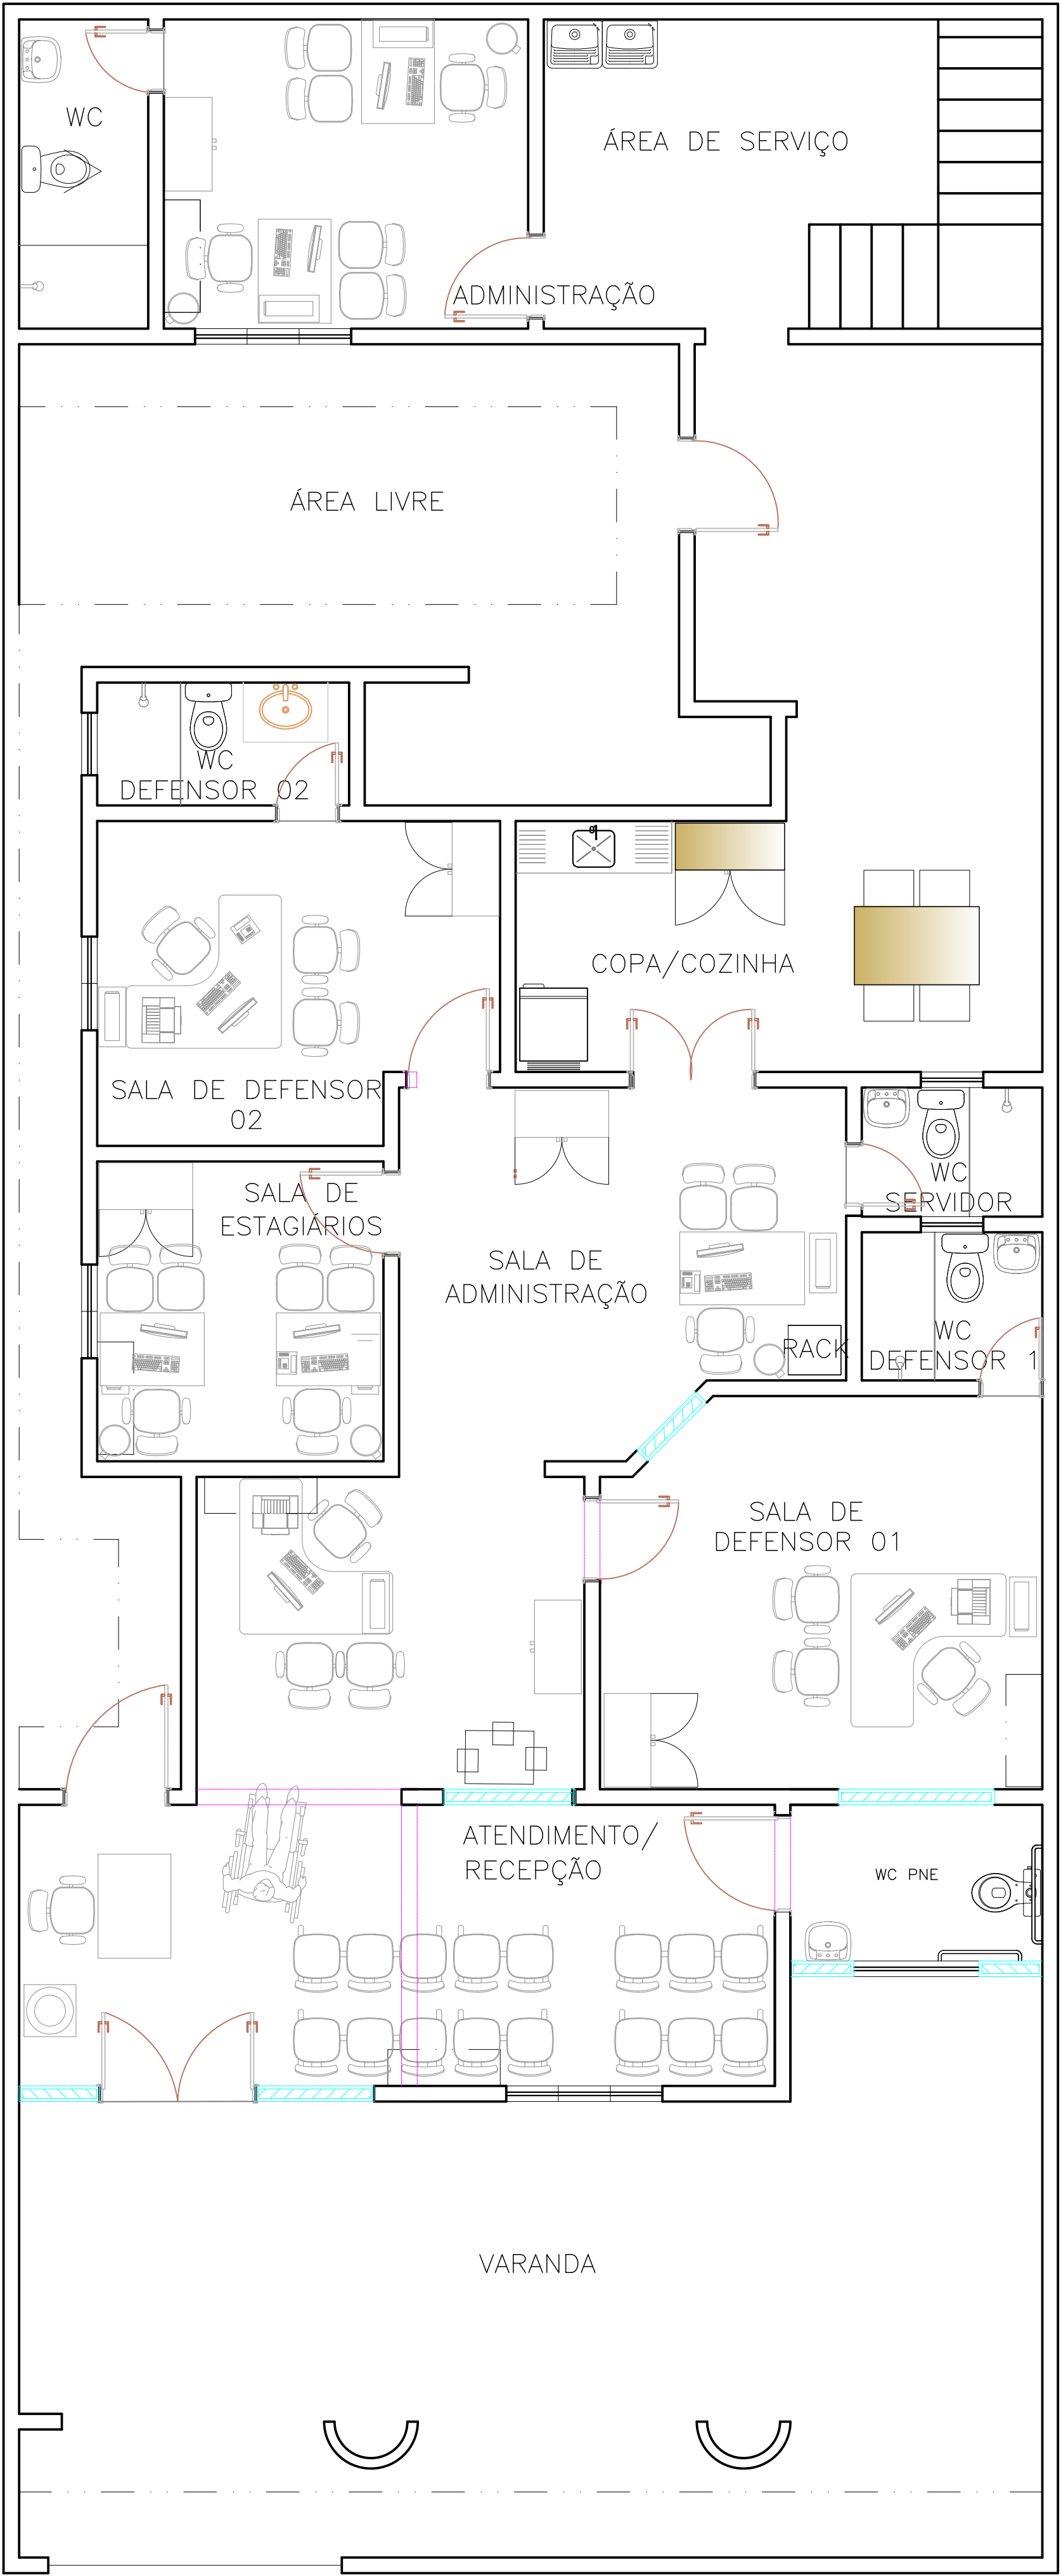 WC
ÁREA DE SERVIÇO
ADMINISTRAÇÃO
ÁREA LIVRE
WC
DEFENSOR 02
COPA/COZINHA
SALA DE DEFENSOR
02
SALA DE
ESTAGIÁRIOS
WC
SERVIDOR
SALA DE
ADMINISTRAÇÃO
RACK
WC
DEFENSOR 1
SALA DE
DEFENSOR 01
ATENDIMENTO/
RECEPÇÃO
WC PNE
VARANDA